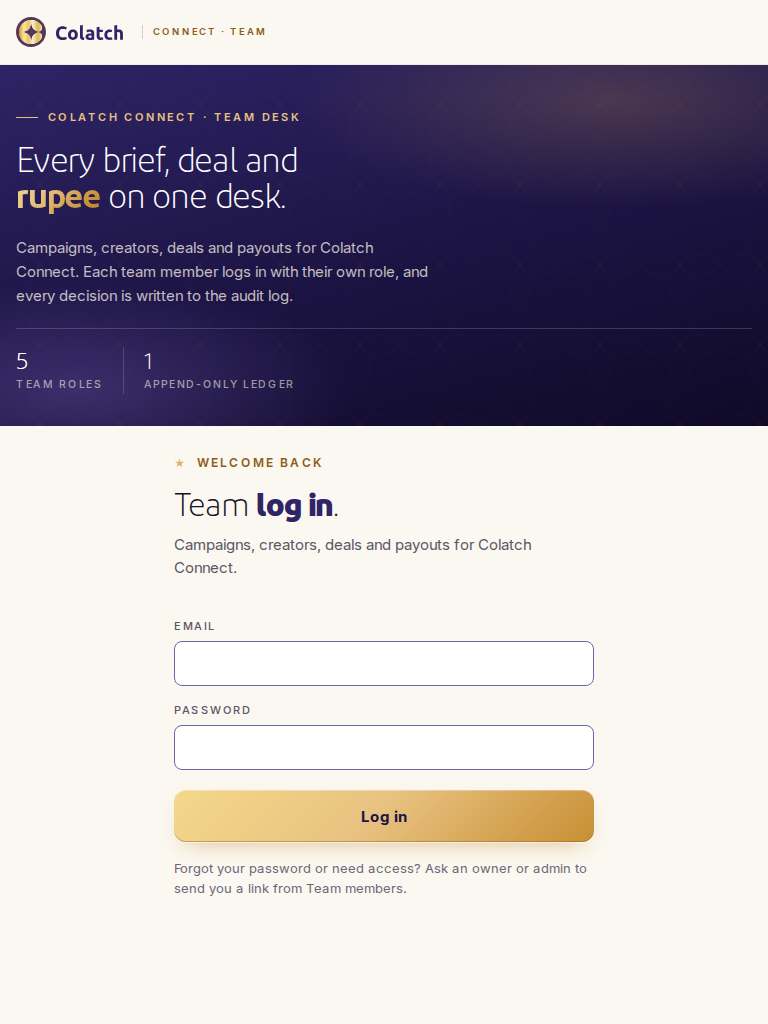 Colatch
CONNECT · TEAM
COLATCH CONNECT · TEAM DESK
Every brief, deal and
rupee on one desk.
Campaigns, creators, deals and payouts for Colatch
Connect. Each team member logs in with their own role, and
every decision is written to the audit log.
5
TEAM ROLES
1
APPEND-ONLY LEDGER
★ WELCOME BACK
Team log in.
Campaigns, creators, deals and payouts for Colatch
Connect.
EMAIL
PASSWORD
Log in
Forgot your password or need access? Ask an owner or admin to
send you a link from Team members.